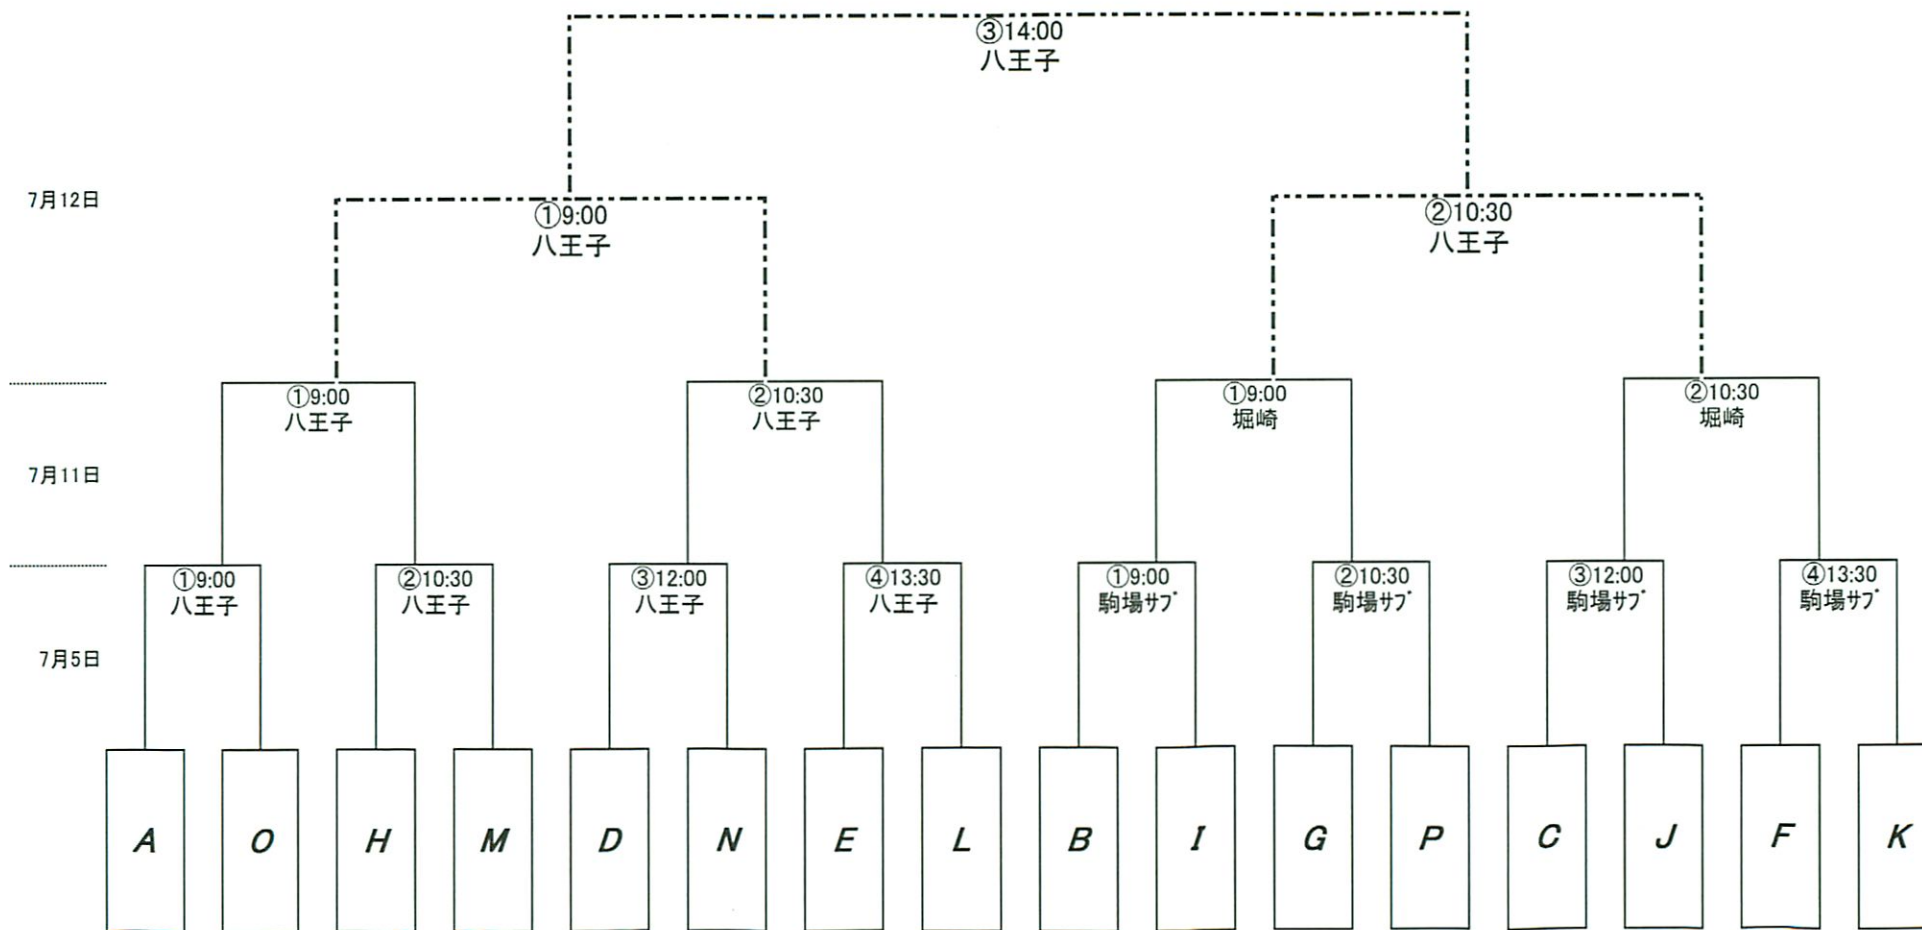 ③14:00
八王子
7月12日
①9:00
八王子
②10:30
八王子
①9:00
八王子
②10:30
八王子
①9:00
堀崎
②10:30
堀崎
7月11日
①9:00
八王子
②10:30
八王子
③12:00
八王子
④13:30
八王子
①9:00
駒場サブ
②10:30
駒場サブ
③12:00
駒場サブ
④13:30
駒場サブ
7月5日
A
O
H
M
D
N
E
L
B
I
G
P
C
J
F
K